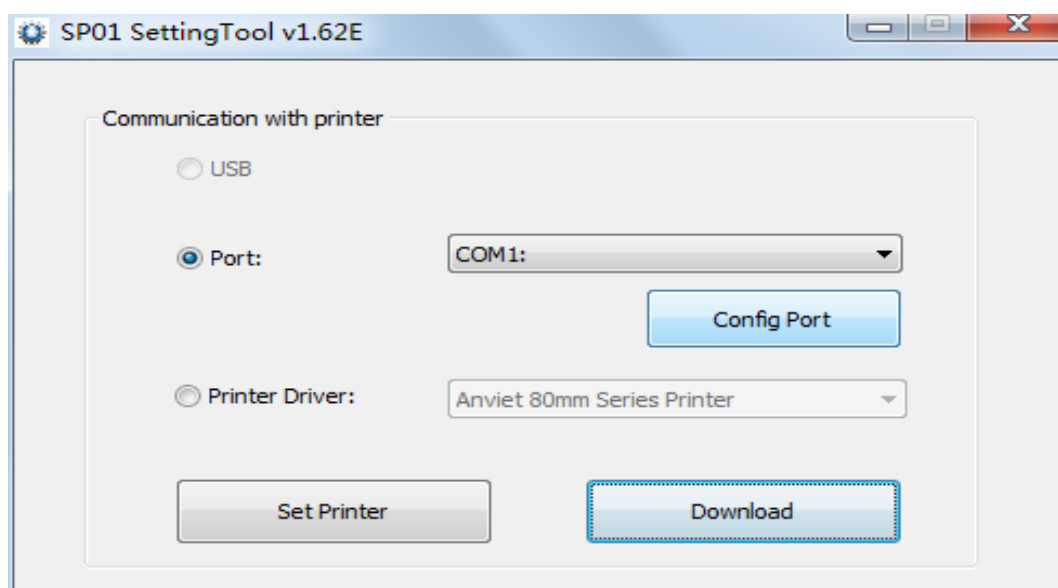 SP01 SettingTool v1.62E
Communication with printer
USB
Port:
COM1:
Config Port
Printer Driver:
Anviet 80mm Series Printer
Set Printer
Download